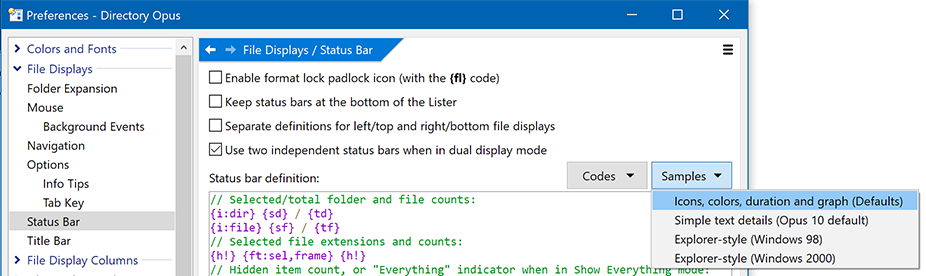 Preferences - Directory Opus
Colors and Fonts
File Displays
Folder Expansion
Mouse
Background Events
Navigation
Options
Info Tips
Tab Key
Status Bar
Title Bar
File Display Columns
File Displays / Status Bar
Enable format lock padlock icon (with the {fl} code)
Keep status bars at the bottom of the Lister
Separate definitions for left/top and right/bottom file displays
Use two independent status bars when in dual display mode
Status bar definition:
Codes
Samples
// Selected/total folder and file counts:
{i:dir} {sd} / {td}
{i:file} {sf} / {tf}
// Selected file extensions and counts:
{h!} {ft:sel,frame} {h!}
// Hidden item count, or "Everything" indicator when in Show Everything mode:
Icons, colors, duration and graph (Defaults)
Simple text details (Opus 10 default)
Explorer-style (Windows 98)
Explorer-style (Windows 2000)